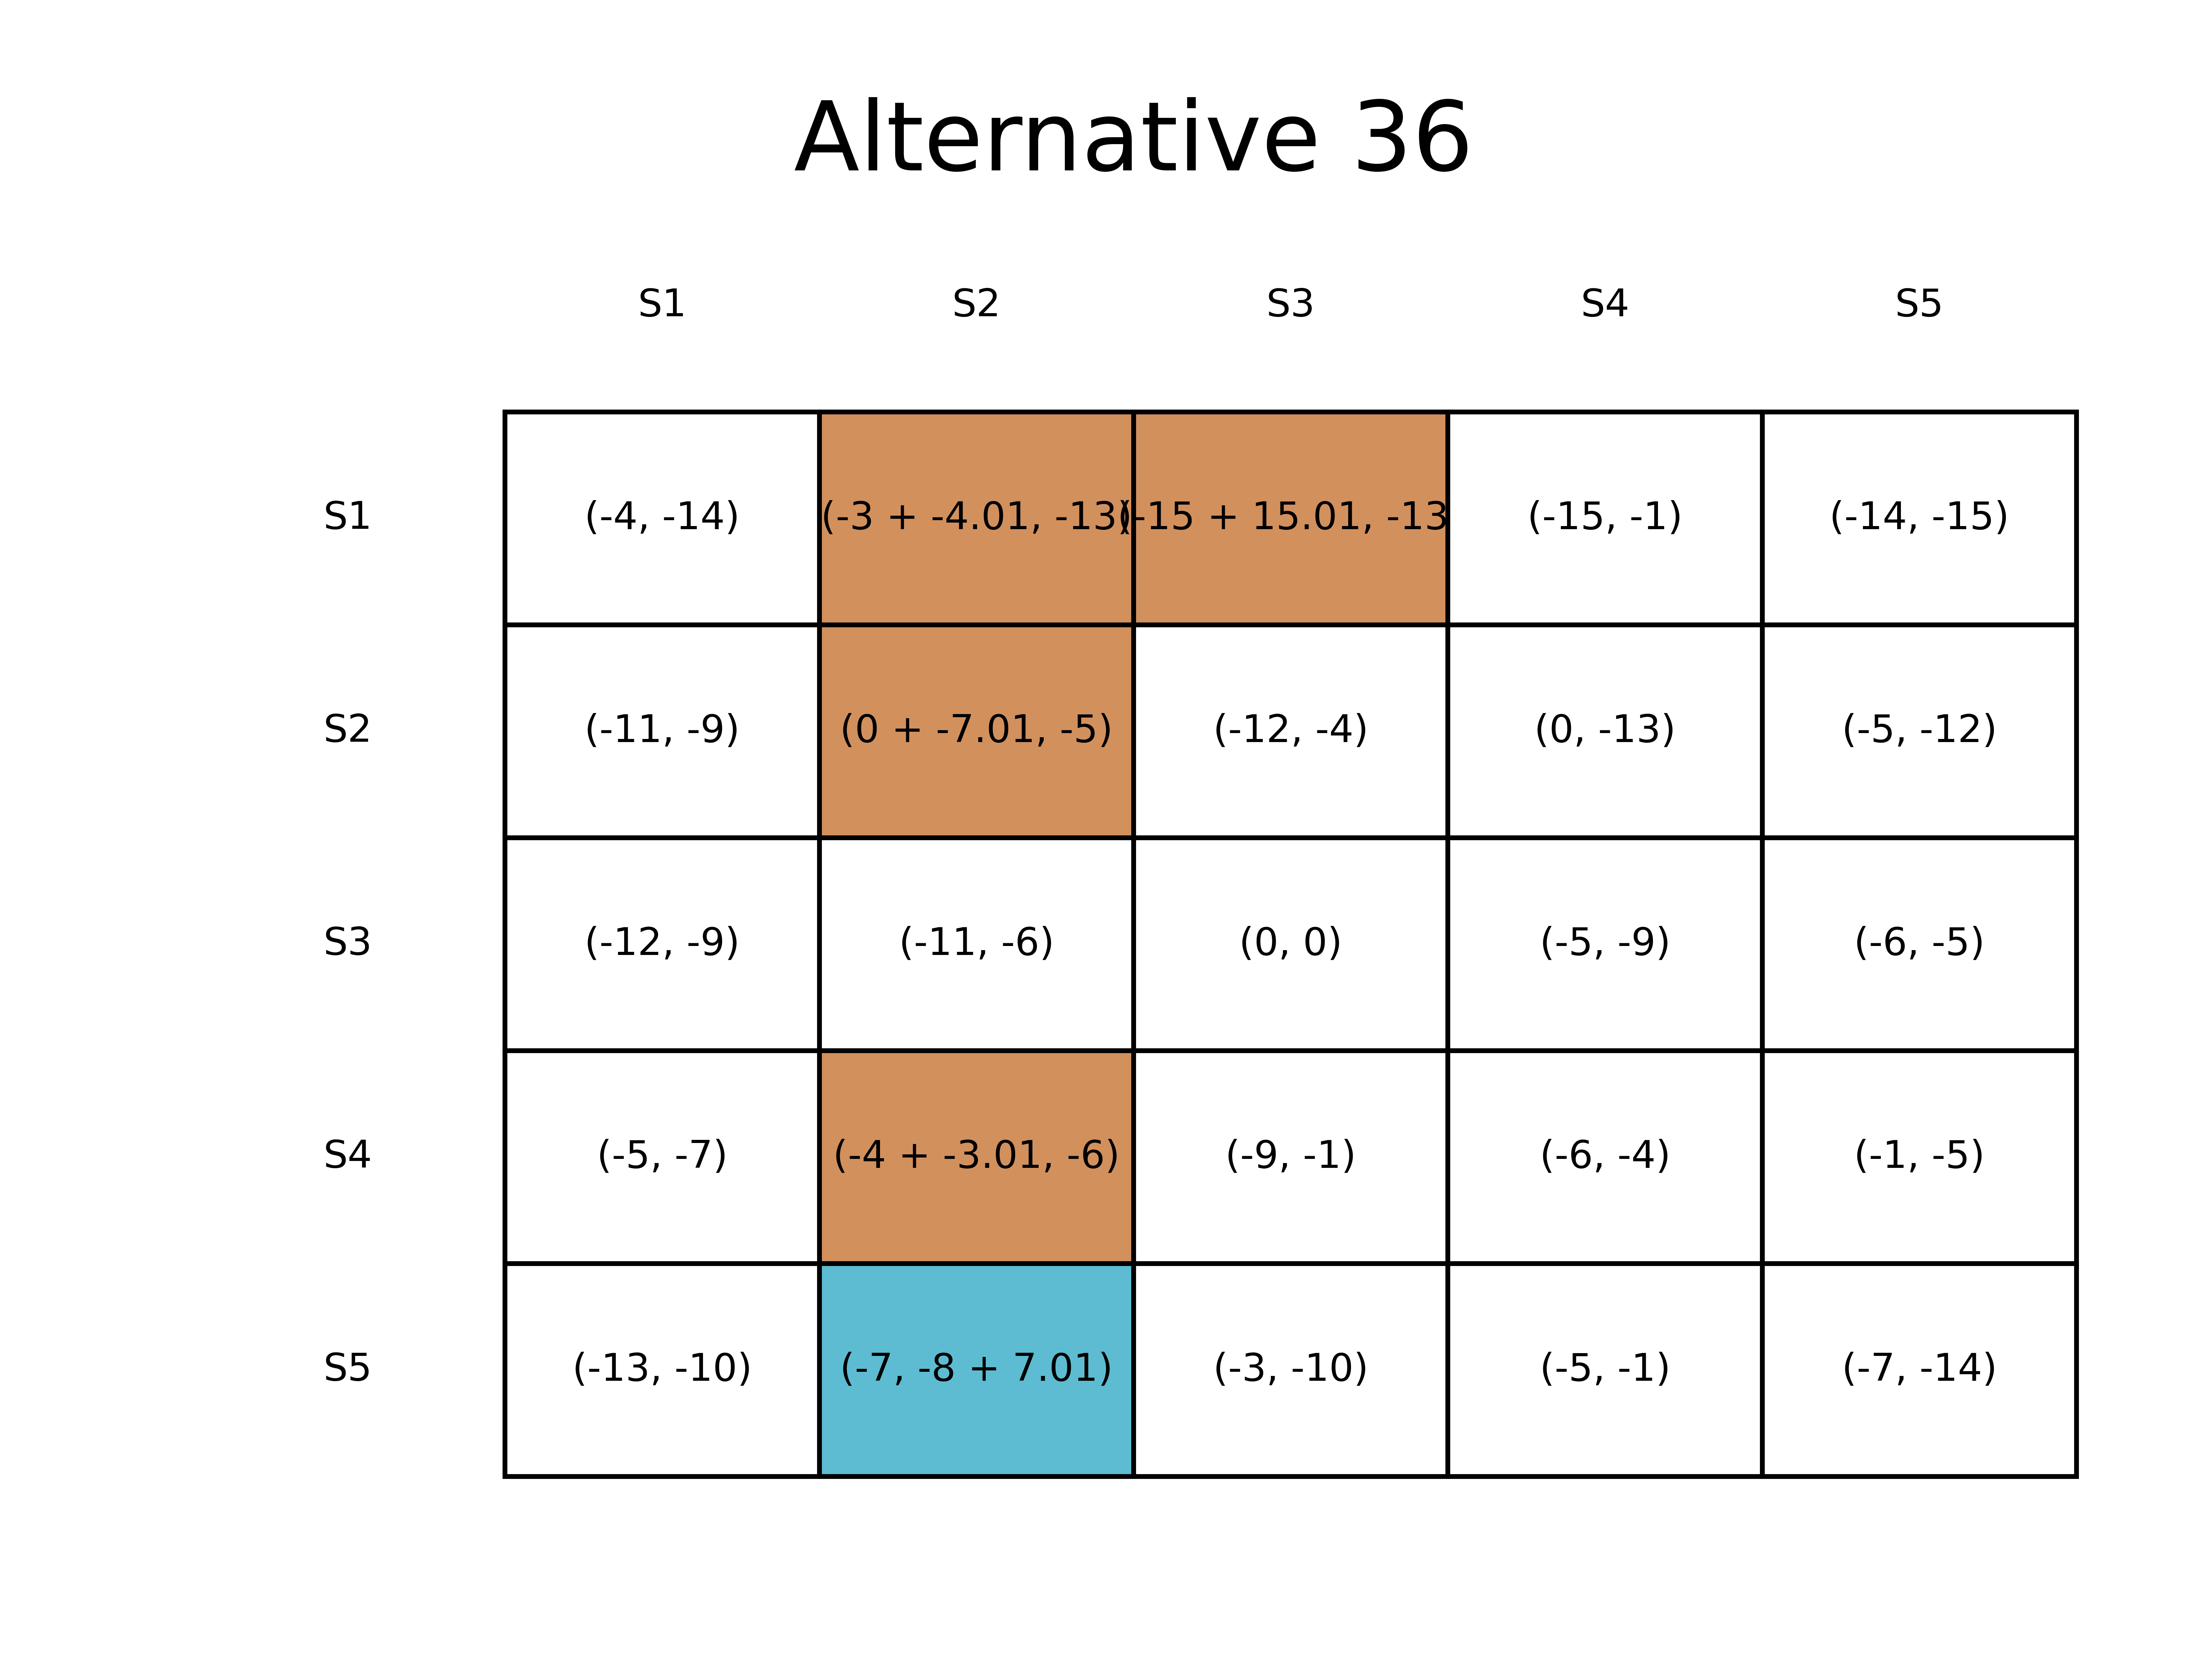 Alternative 36
S1 S2 S3 S4 S5
S1 (-4, -14) (-3 + -4.01, -13) (-15 + 15.01, -13 (-15, -1) (-14, -15)
S2 (-11, -9) (0 + -7.01, -5) (-12, -4) (0, -13) (-5, -12)
S3 (-12, -9) (-11, -6) (0, 0) (-5, -9) (-6, -5)
S4 (-5, -7) (-4 + -3.01, -6) (-9, -1) (-6, -4) (-1, -5)
S5 (-13, -10) (-7, -8 + 7.01) (-3, -10) (-5, -1) (-7, -14)